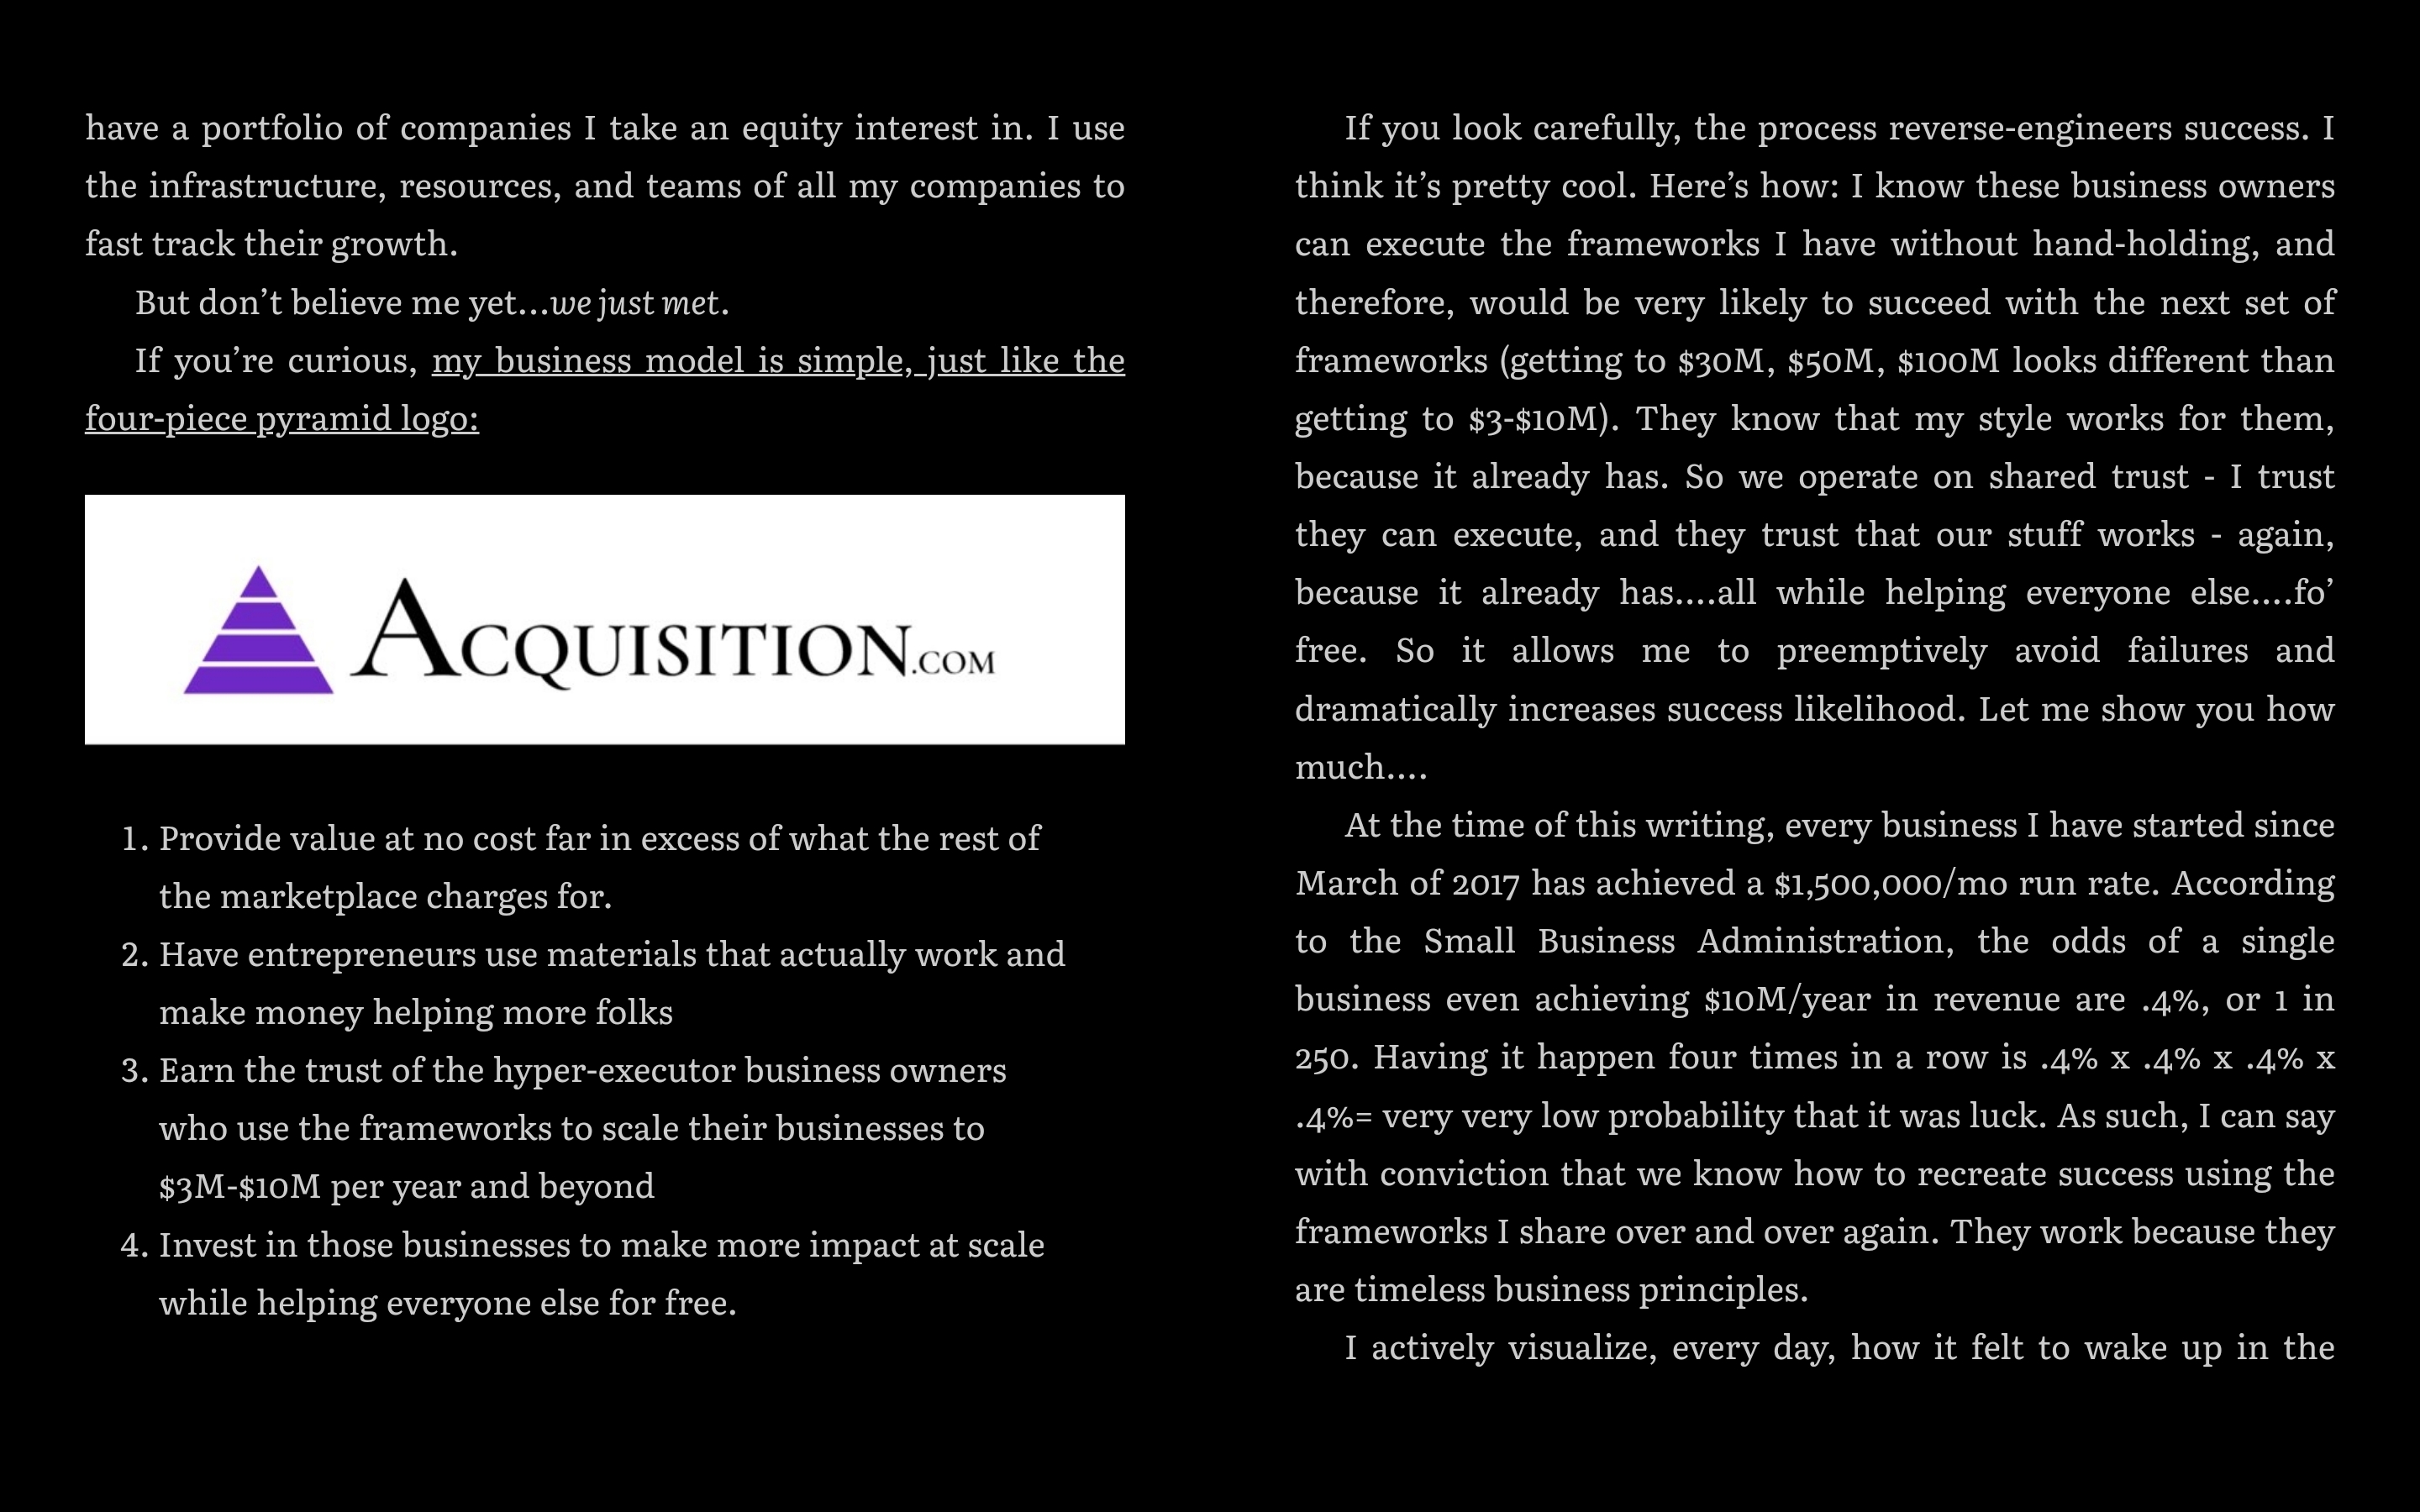 have a portfolio of companies I take an equity interest in. I use
the infrastructure, resources, and teams of all my companies to
fast track their growth.
But don’t believe me yet…we just met.
If you’re curious, my business model is simple, just like the
four-piece pyramid logo:
ACQUISITION.COM
1. Provide value at no cost far in excess of what the rest of
the marketplace charges for.
2. Have entrepreneurs use materials that actually work and
make money helping more folks
3. Earn the trust of the hyper-executor business owners
who use the frameworks to scale their businesses to
$3M-$10M per year and beyond
4. Invest in those businesses to make more impact at scale
while helping everyone else for free.
If you look carefully, the process reverse-engineers success. I
think it’s pretty cool. Here’s how: I know these business owners
can execute the frameworks I have without hand-holding, and
therefore, would be very likely to succeed with the next set of
frameworks (getting to $30M, $50M, $100M looks different than
getting to $3-$10M). They know that my style works for them,
because it already has. So we operate on shared trust - I trust
they can execute, and they trust that our stuff works - again,
because it already has….all while helping everyone else….fo’
free. So it allows me to preemptively avoid failures and
dramatically increases success likelihood. Let me show you how
much….
At the time of this writing, every business I have started since
March of 2017 has achieved a $1,500,000/mo run rate. According
to the Small Business Administration, the odds of a single
business even achieving $10M/year in revenue are .4%, or 1 in
250. Having it happen four times in a row is .4% x .4% x .4% x
.4%= very very low probability that it was luck. As such, I can say
with conviction that we know how to recreate success using the
frameworks I share over and over again. They work because they
are timeless business principles.
I actively visualize, every day, how it felt to wake up in the